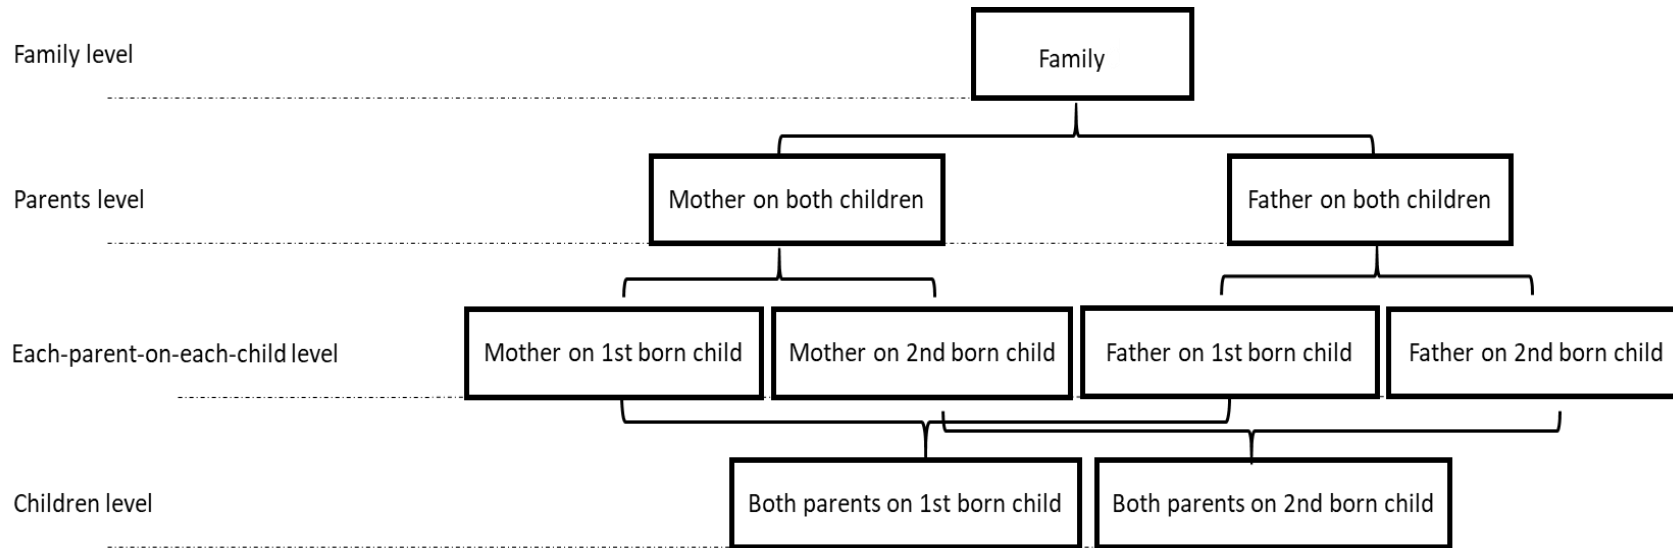 Family level
Family
Parents level
Mother on both children
Father on both children
Each-parent-on-each-child level
Mother on 1st born child
Mother on 2nd born child
Father on 1st born child
Father on 2nd born child
Children level
Both parents on 1st born child
Both parents on 2nd born child